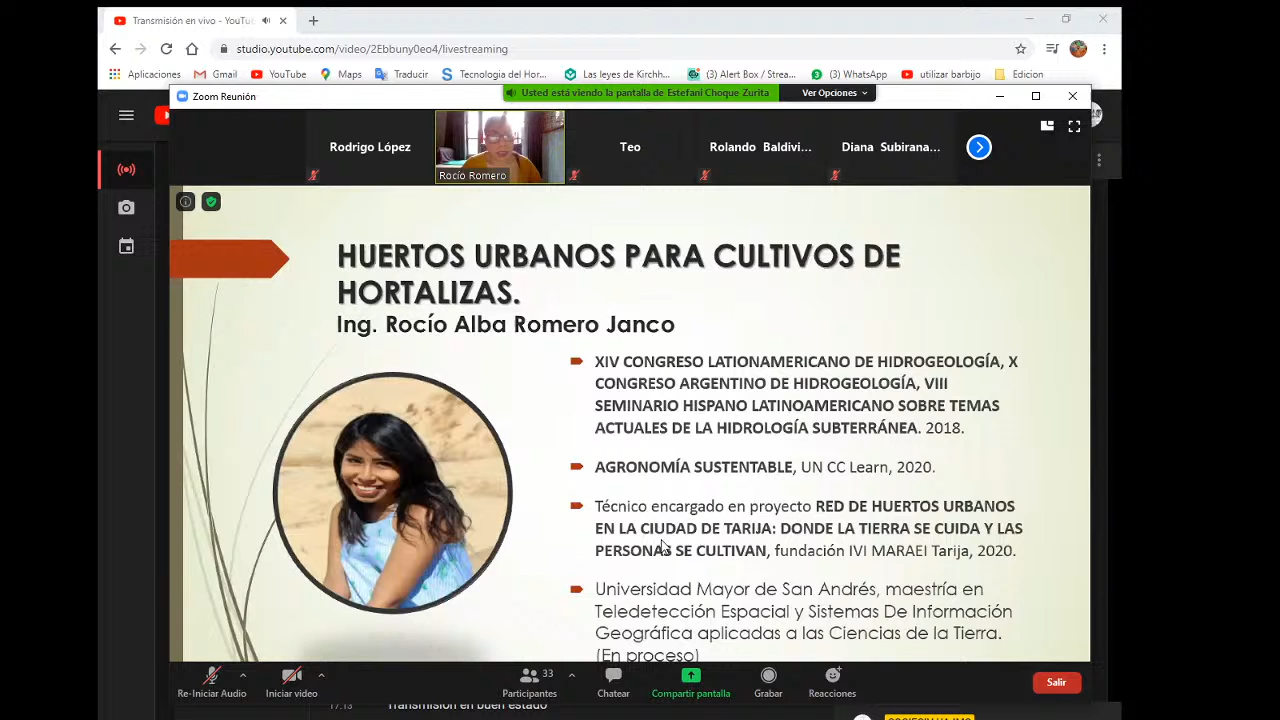 Transmisión en vivo - YouTu
studio.youtube.com/video/2Ebbuny0eo4/livestreaming
Aplicaciones
Gmail
YouTube
Maps
Traducir
Tecnologia del Hor...
Las leyes de Kirchh...
(3) Alert Box / Strea...
(3) WhatsApp
utilizar barbijo
Edicion
Zoom Reunión
Usted está viendo la pantalla de Estefani Choque Zurita
Ver Opciones
Rodrigo López
Rocío Romero
Teo
Rolando Baldivi...
Diana Subirana...
HUERTOS URBANOS PARA CULTIVOS DE
HORTALIZAS.
Ing. Rocío Alba Romero Janco
XIV CONGRESO LATIONAMERICANO DE HIDROGEOLOGÍA, X
CONGRESO ARGENTINO DE HIDROGEOLOGÍA, VIII
SEMINARIO HISPANO LATINOAMERICANO SOBRE TEMAS
ACTUALES DE LA HIDROLOGÍA SUBTERRÁNEA. 2018.
AGRONOMÍA SUSTENTABLE, UN CC Learn, 2020.
Técnico encargado en proyecto RED DE HUERTOS URBANOS
EN LA CIUDAD DE TARIJA: DONDE LA TIERRA SE CUIDA Y LAS
PERSONAS SE CULTIVAN, fundación IVI MARAEI Tarija, 2020.
Universidad Mayor de San Andrés, maestría en
Teledetección Espacial y Sistemas De Información
Geográfica aplicadas a las Ciencias de la Tierra.
(En proceso)
Re-Iniciar Audio
Iniciar video
33
Participantes
Chatear
Compartir pantalla
Grabar
Reacciones
Salir
17:13
Transmisión en buen estado